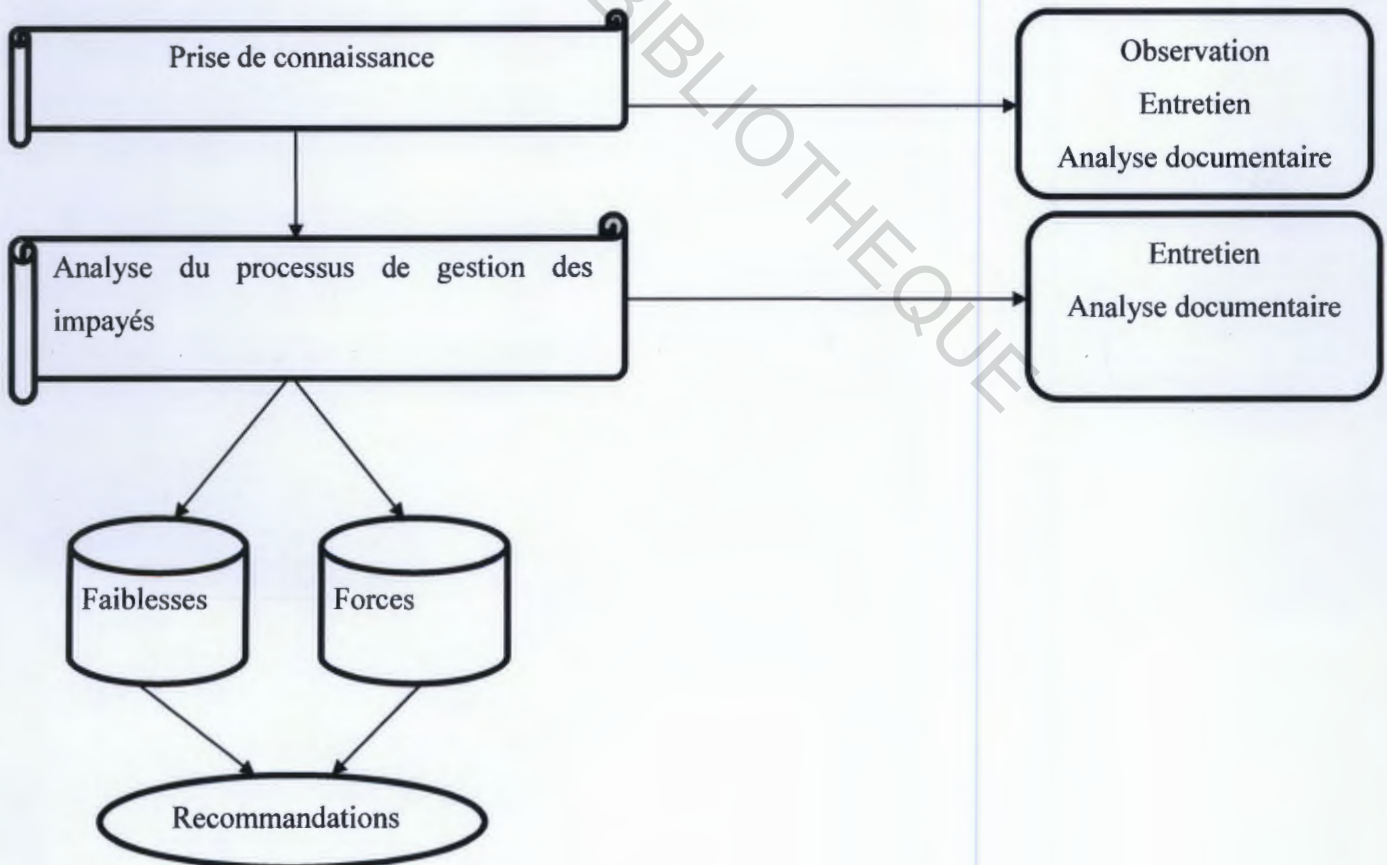 Prise de connaissance
Observation
Entretien
Analyse documentaire
Analyse du processus de gestion des
impayés
Entretien
Analyse documentaire
Faiblesses
Forces
Recommandations
BIBLIOTHEQUE